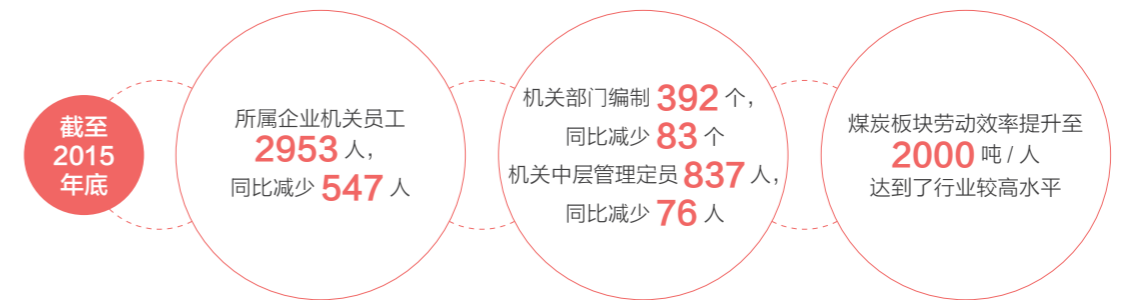 截至
2015
年底
所属企业机关员工
2953 人，
同比减少 547 人
机关部门编制 392 个，
同比减少 83 个
机关中层管理定员 837 人，
同比减少 76 人
煤炭板块劳动效率提升至
2000 吨 / 人
达到了行业较高水平